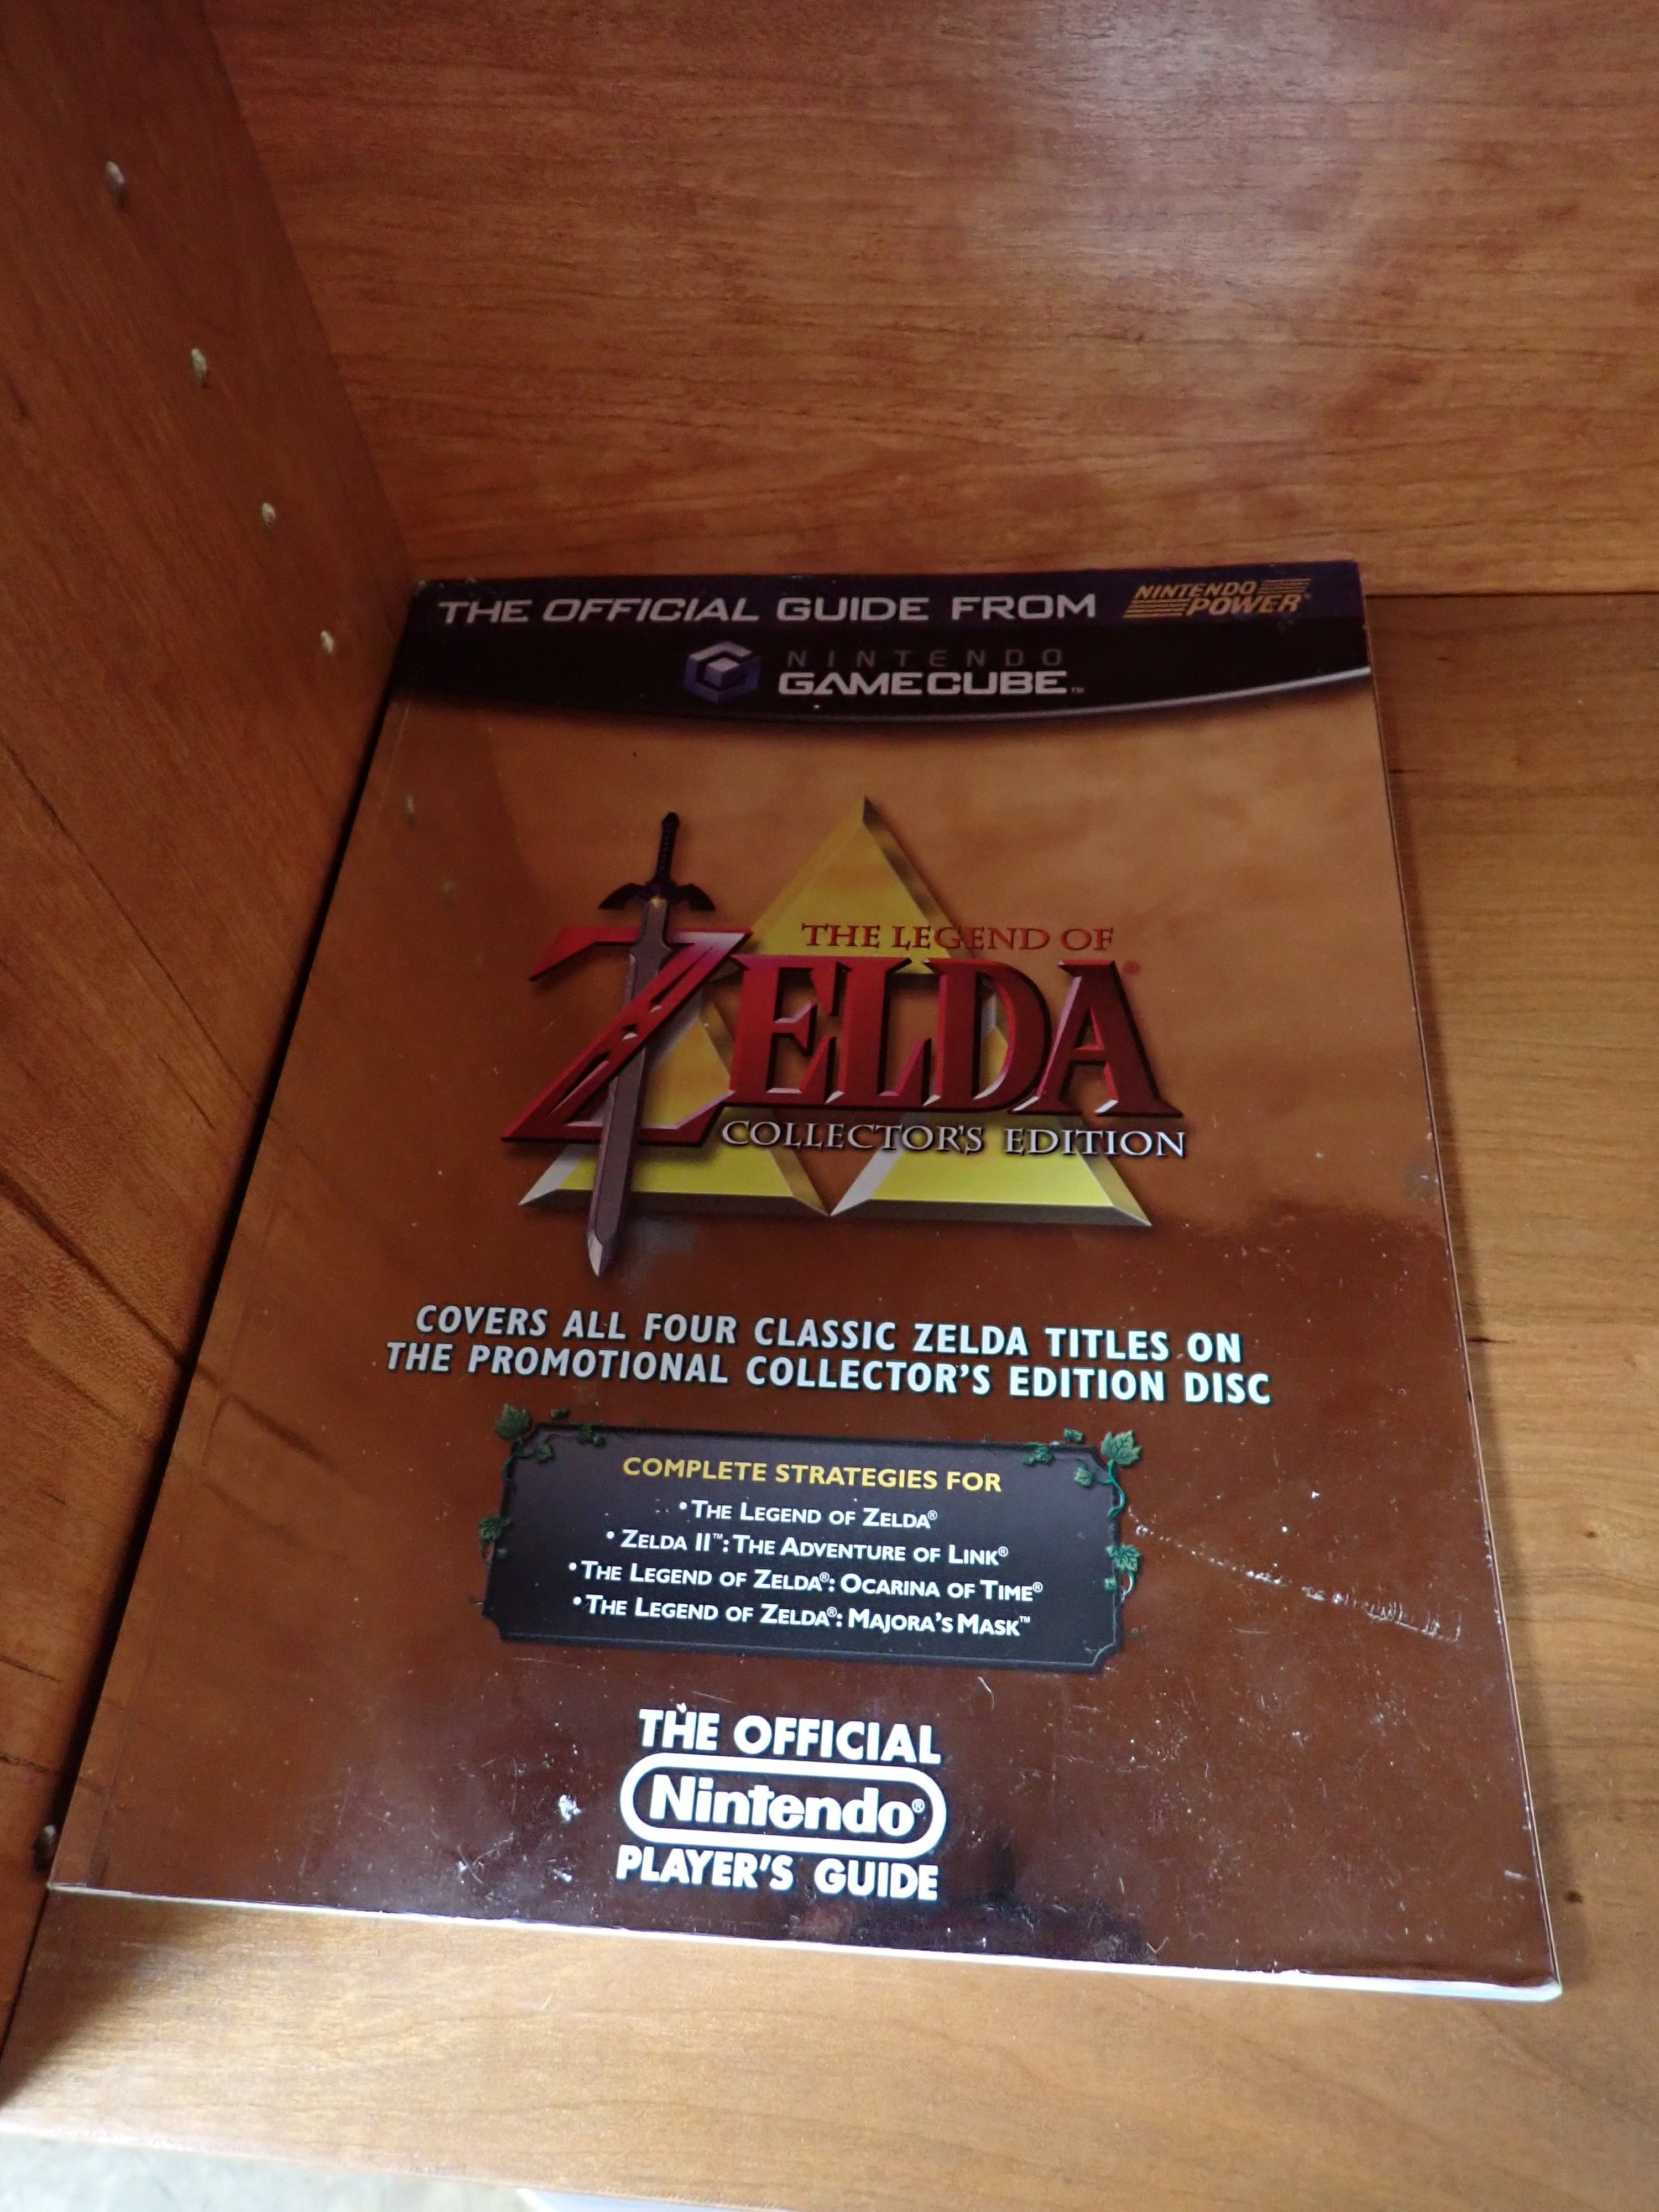 THE OFFICIAL GUIDE FROM NINTENDO POWER
NINTENDO
GAMECUBE™
THE LEGEND OF
ZELDA®
COLLECTOR'S EDITION
COVERS ALL FOUR CLASSIC ZELDA TITLES ON
THE PROMOTIONAL COLLECTOR'S EDITION DISC
COMPLETE STRATEGIES FOR
• THE LEGEND OF ZELDA®
• ZELDA II™: THE ADVENTURE OF LINK®
• THE LEGEND OF ZELDA®: OCARINA OF TIME®
• THE LEGEND OF ZELDA®: MAJORA'S MASK™
THE OFFICIAL
Nintendo®
PLAYER'S GUIDE